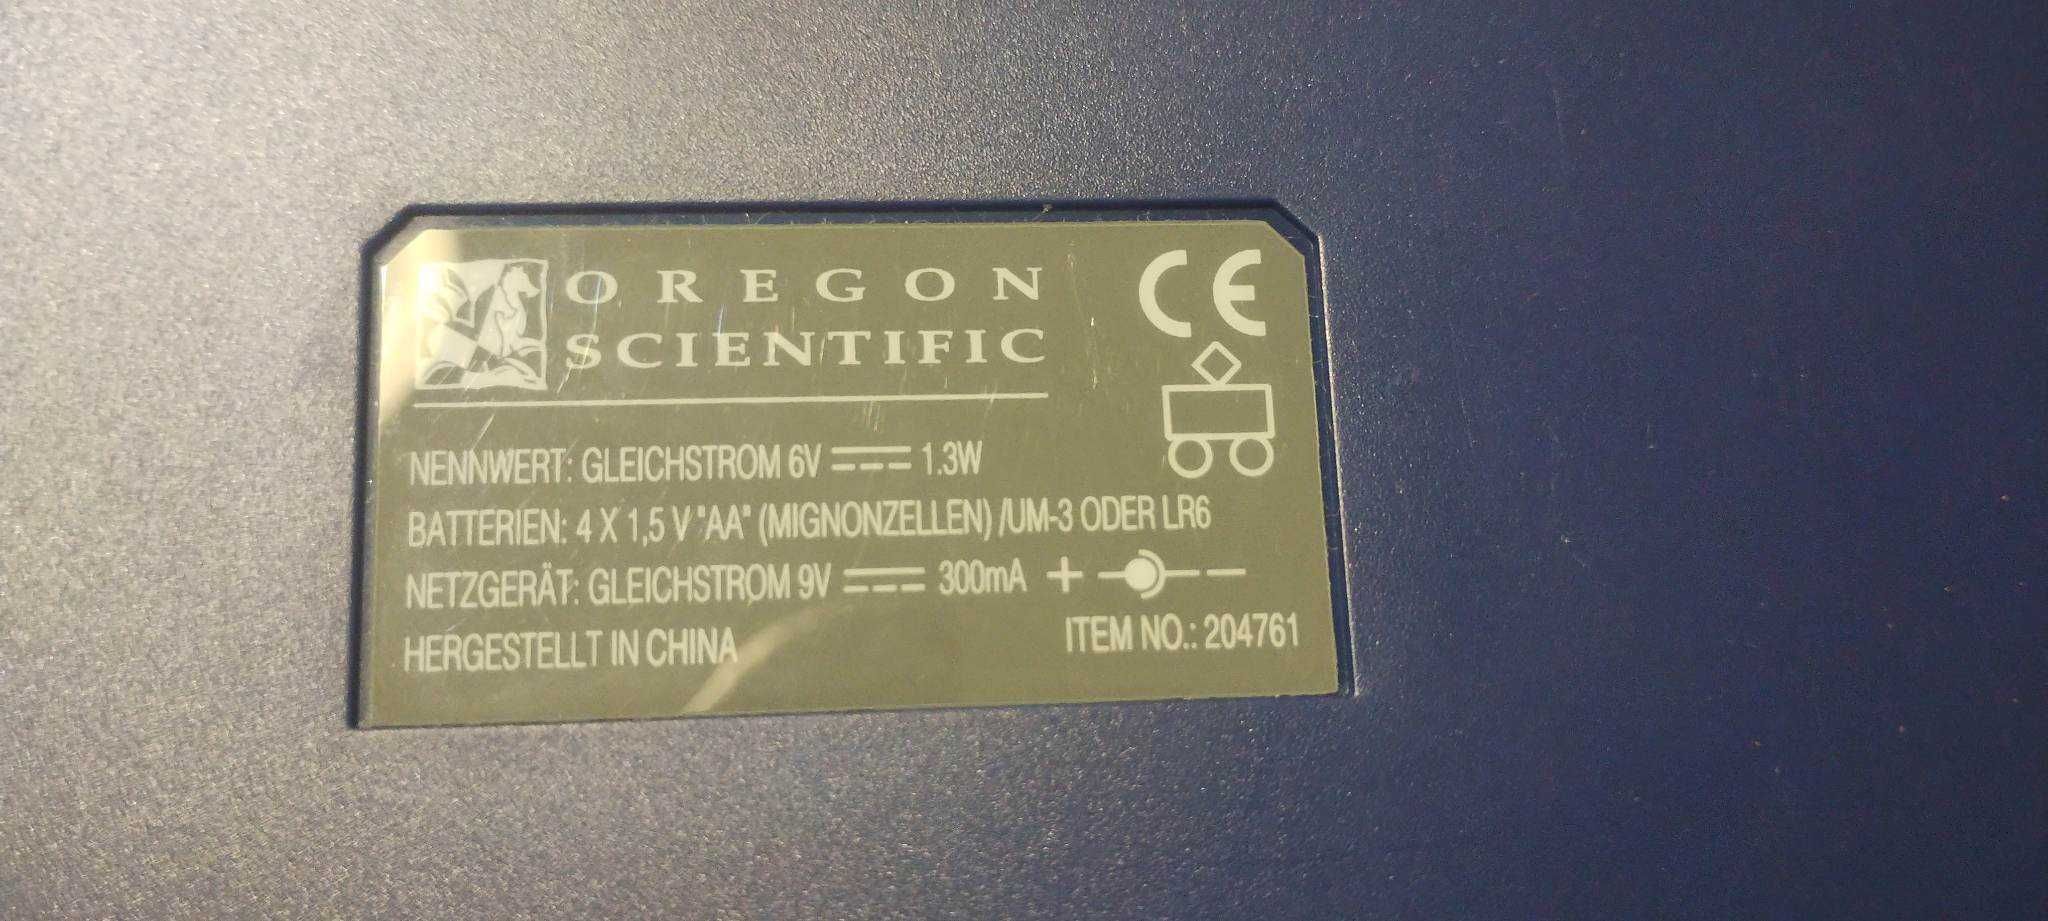 OREGON
SCIENTIFIC
CE
NENNWERT: GLEICHSTROM 6V 1.3W
BATTERIEN: 4 X 1,5 V "AA" (MIGNONZELLEN) /UM-3 ODER LR6
NETZGERÄT: GLEICHSTROM 9V 300mA + −
HERGESTELLT IN CHINA
ITEM NO.: 204761